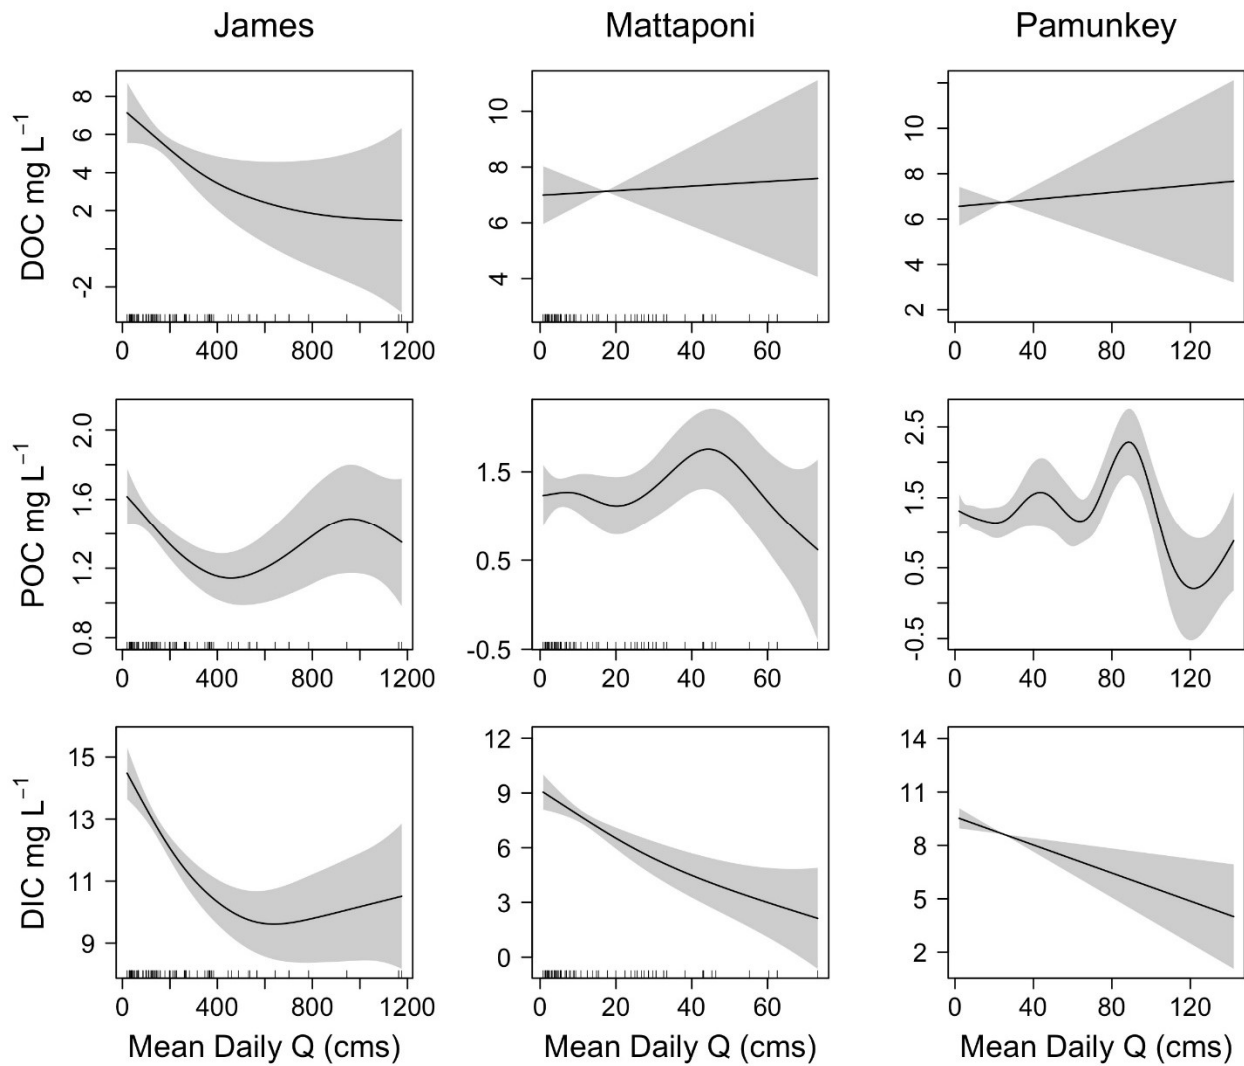 James Mattaponi Pamunkey
DOC mg L⁻¹
8
6
4
2
-2
0 400 800 1200
10
8
6
4
0 20 40 60
10
8
6
4
2
0 40 80 120
POC mg L⁻¹
2.0
1.6
1.2
0.8
0 400 800 1200
1.5
0.5
-0.5
0 20 40 60
2.5
1.5
0.5
-0.5
0 40 80 120
DIC mg L⁻¹
15
13
11
9
0 400 800 1200
12
9
6
3
0
0 20 40 60
14
11
8
5
2
0 40 80 120
Mean Daily Q (cms) Mean Daily Q (cms) Mean Daily Q (cms)